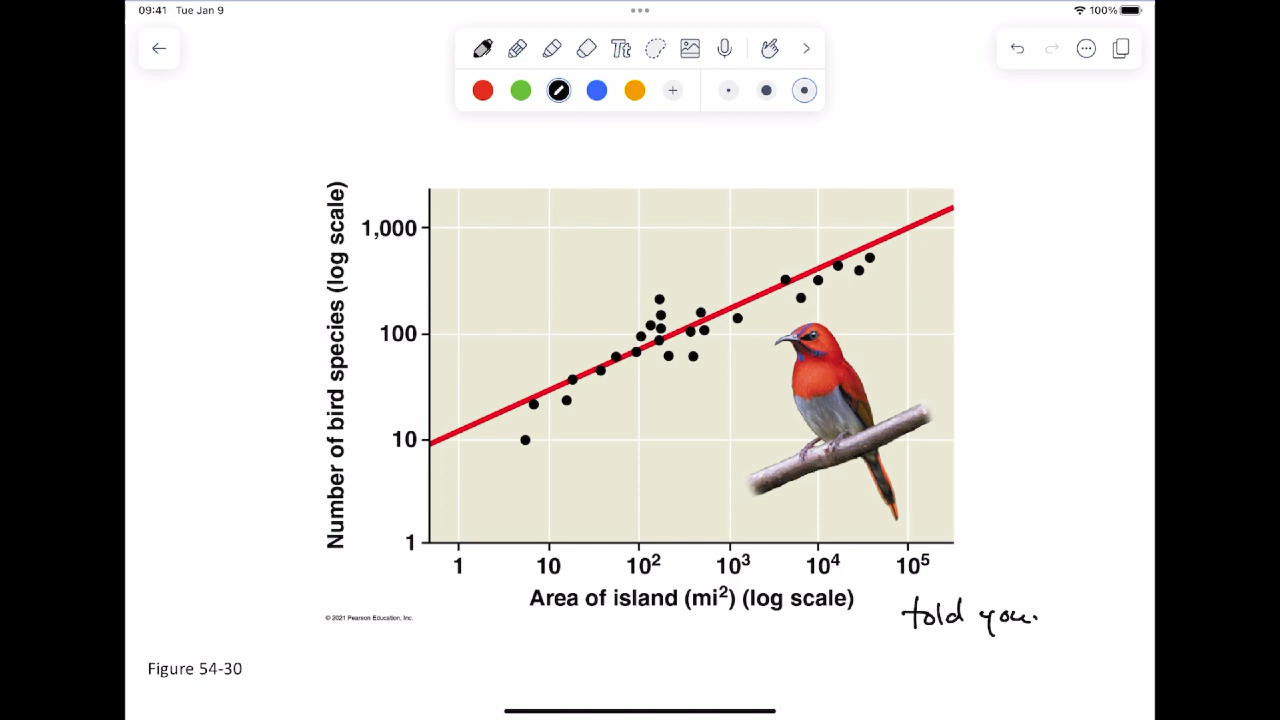 09:41 Tue Jan 9
100%
Tt
Number of bird species (log scale)
1,000
100
10
1
1 10 10² 10³ 10⁴ 10⁵
Area of island (mi²) (log scale)
told you.
© 2021 Pearson Education, Inc.
Figure 54-30